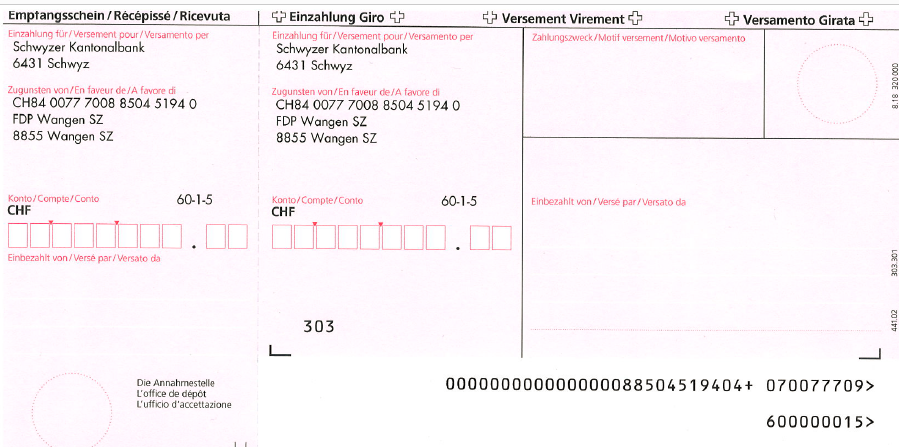 Empfangsschein / Récépissé / Ricevuta
Einzahlung für / Versement pour / Versamento per
Schwyzer Kantonalbank
6431 Schwyz
Zugunsten von / En faveur de / A favore di
CH84 0077 7008 8504 5194 0
FDP Wangen SZ
8855 Wangen SZ
Konto / Compte / Conto 60-1-5
CHF
.
Einbezahlt von / Versé par / Versato da
Die Annahmestelle
L'office de dépôt
L'ufficio d'accettazione
Einzahlung Giro Versement Virement Versamento Girata
Einzahlung für / Versement pour / Versamento per
Schwyzer Kantonalbank
6431 Schwyz
Zugunsten von / En faveur de / A favore di
CH84 0077 7008 8504 5194 0
FDP Wangen SZ
8855 Wangen SZ
Konto / Compte / Conto 60-1-5
CHF
.
303
Zahlungszweck / Motif versement / Motivo versamento
Einbezahlt von / Versé par / Versato da
8.18 320000
303.301
441.02
000000000000000088504519404+ 070077709>
600000015>